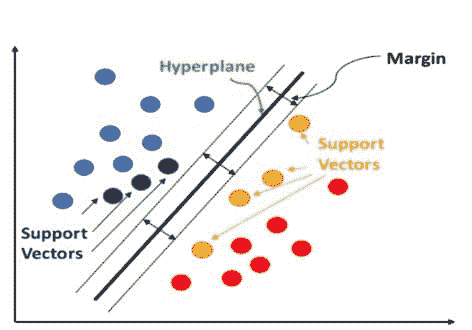 Hyperplane
Margin
Support
Vectors
Support
Vectors